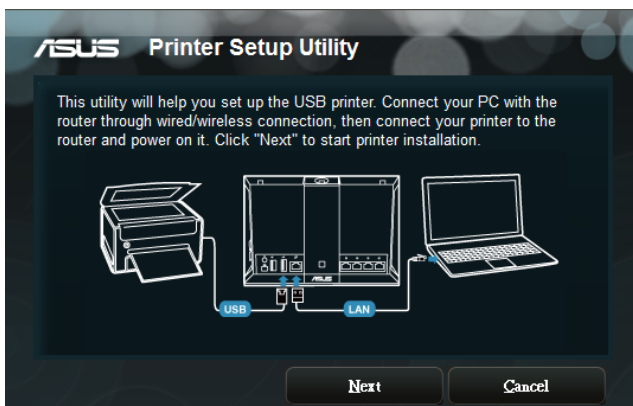 ASUS Printer Setup Utility
This utility will help you set up the USB printer. Connect your PC with the
router through wired/wireless connection, then connect your printer to the
router and power on it. Click "Next" to start printer installation.
ASUS
USB
LAN
Next
Cancel